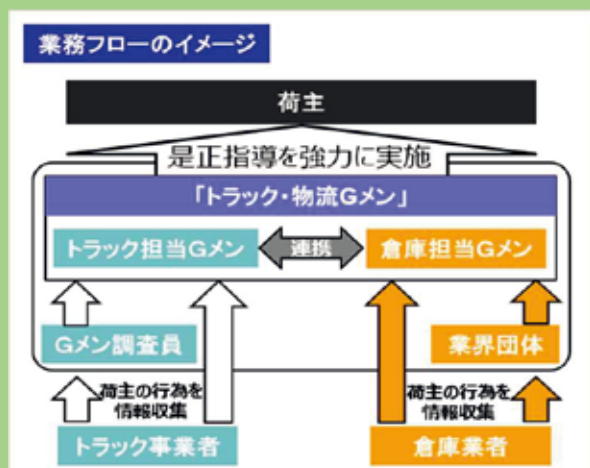 業務フローのイメージ
荷主
是正指導を強力に実施
「トラック・物流Gメン」
トラック担当Gメン
連携
倉庫担当Gメン
Gメン調査員
業界団体
荷主の行為を
情報収集
荷主の行為を
情報収集
トラック事業者
倉庫業者